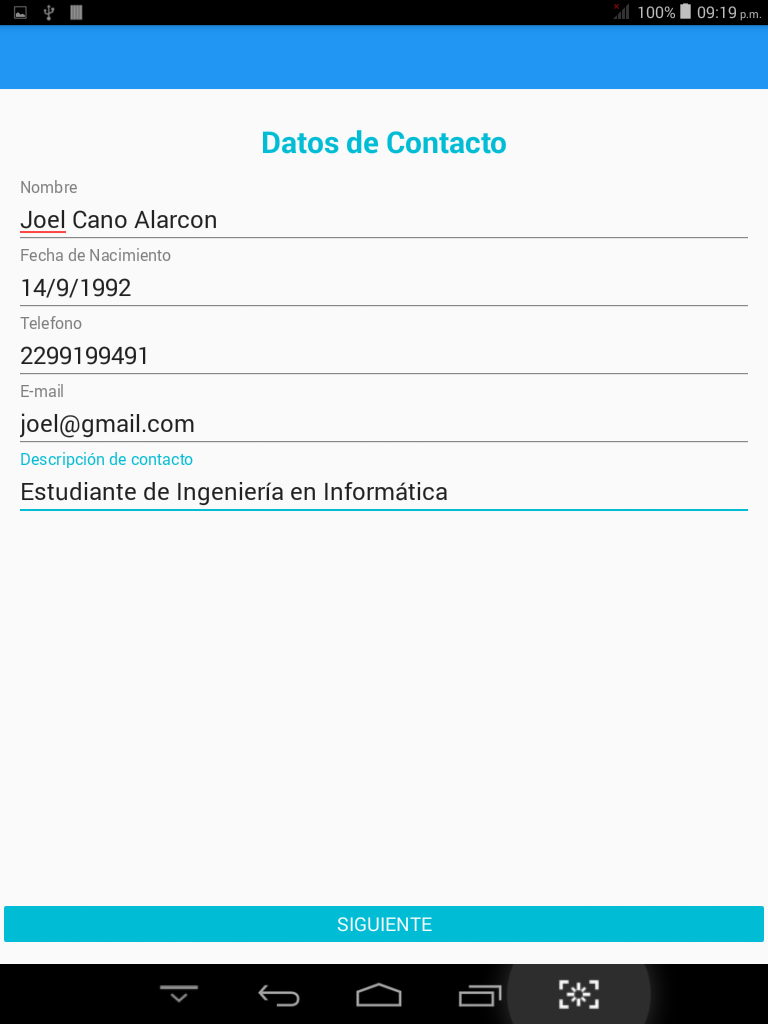 100% 09:19 p.m.
Datos de Contacto
Nombre
Joel Cano Alarcon
Fecha de Nacimiento
14/9/1992
Telefono
2299199491
E-mail
joel@gmail.com
Descripción de contacto
Estudiante de Ingeniería en Informática
SIGUIENTE